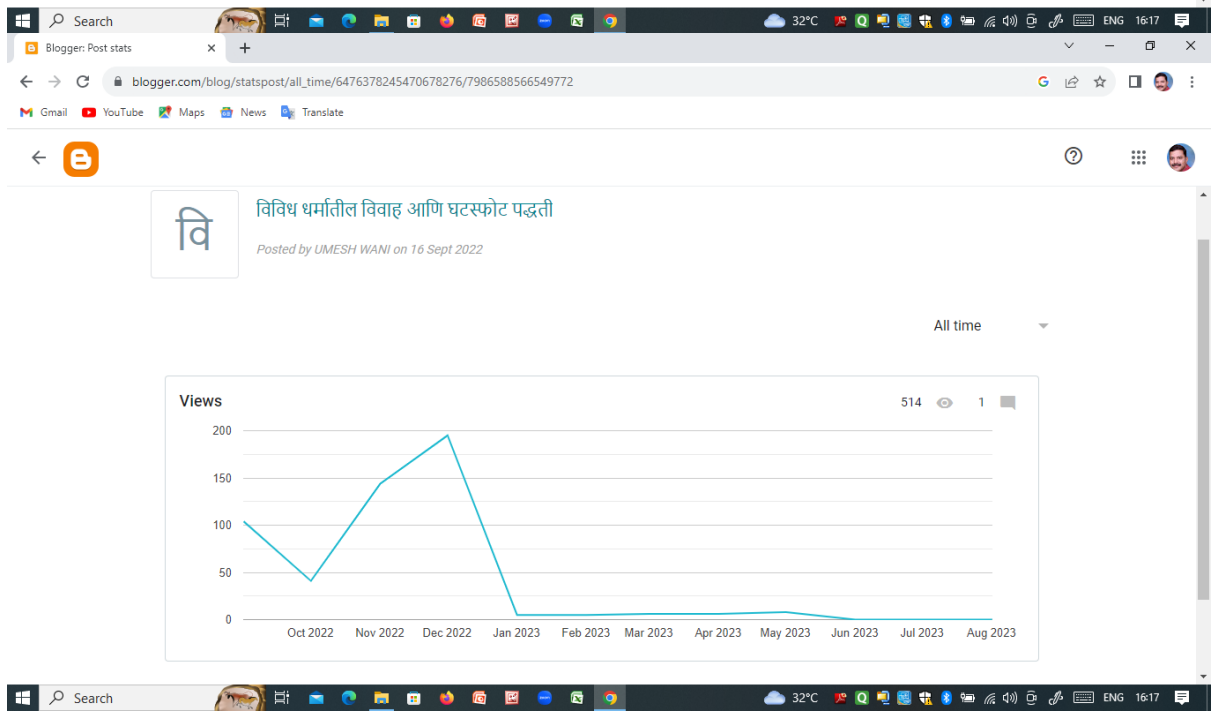 Search
32°C
ENG 16:17
Blogger: Post stats
blogger.com/blog/statspost/all_time/6476378245470678276/7986588566549772
Gmail YouTube Maps News Translate
वि
विविध धर्मातील विवाह आणि घटस्फोट पद्धती
Posted by UMESH WANI on 16 Sept 2022
All time
Views
514 1
200
150
100
50
0
Oct 2022 Nov 2022 Dec 2022 Jan 2023 Feb 2023 Mar 2023 Apr 2023 May 2023 Jun 2023 Jul 2023 Aug 2023
Search
32°C
ENG 16:17